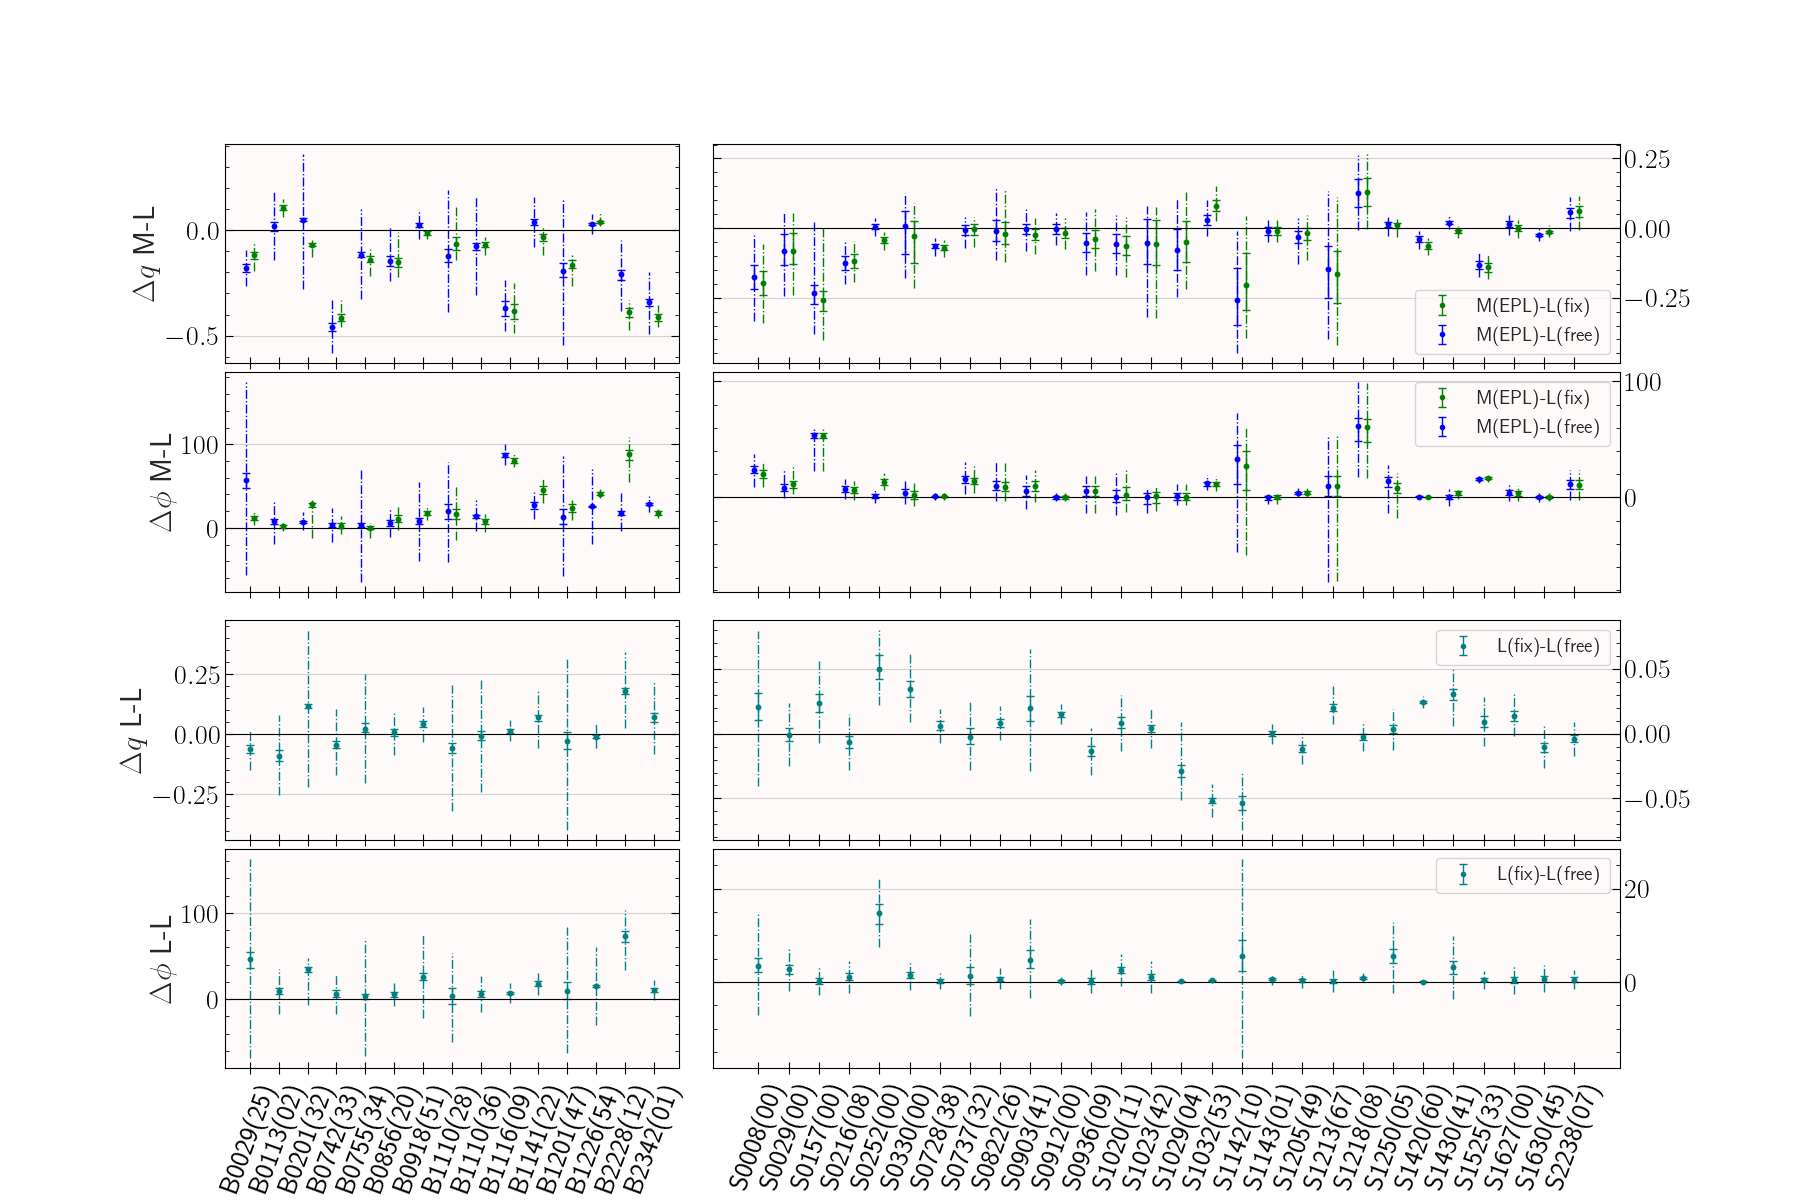 Δq M-L
0.0
−0.5
0.25
0.00
−0.25
M(EPL)-L(fix)
M(EPL)-L(free)
Δϕ M-L
100
0
100
0
M(EPL)-L(fix)
M(EPL)-L(free)
Δq L-L
0.25
0.00
−0.25
0.05
0.00
−0.05
L(fix)-L(free)
Δϕ L-L
100
0
20
0
L(fix)-L(free)
B0029(25)
B0113(02)
B0201(32)
B0742(33)
B0755(34)
B0856(20)
B0918(51)
B1110(28)
B1110(36)
B1116(09)
B1141(22)
B1201(47)
B1226(54)
B2228(12)
B2342(01)
S0008(00)
S0029(00)
S0157(00)
S0216(08)
S0252(00)
S0330(00)
S0728(38)
S0737(32)
S0822(26)
S0903(41)
S0912(00)
S0936(09)
S1020(11)
S1023(42)
S1029(04)
S1032(53)
S1142(10)
S1143(01)
S1205(49)
S1213(67)
S1218(08)
S1250(05)
S1420(60)
S1430(41)
S1525(33)
S1627(00)
S1630(45)
S2238(07)